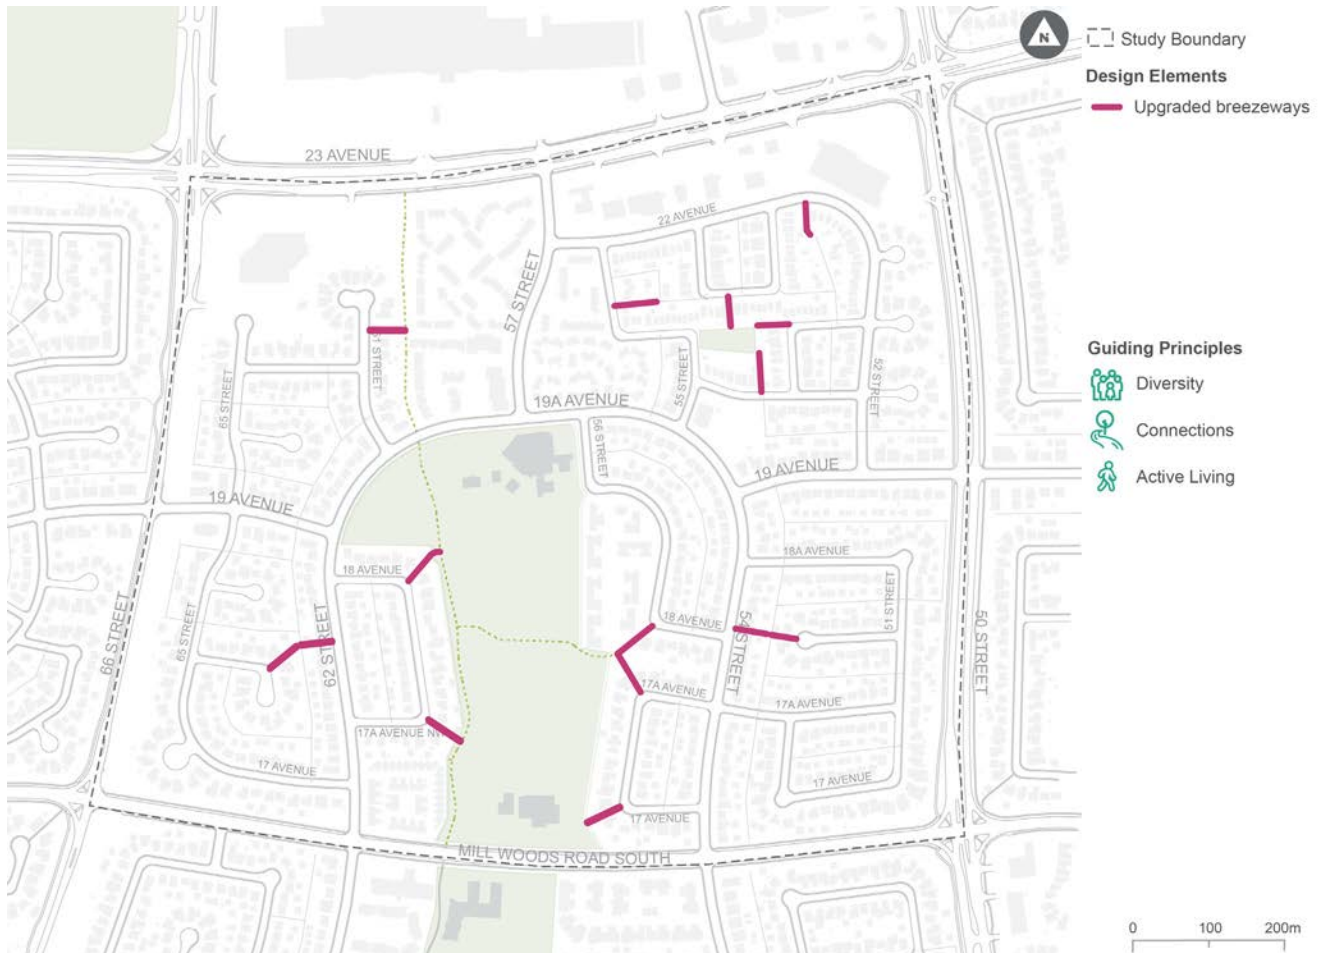 N
Study Boundary
Design Elements
Upgraded breezeways
23 AVENUE
22 AVENUE
57 STREET
61 STREET
65 STREET
55 STREET
52 STREET
19A AVENUE
56 STREET
19 AVENUE
19 AVENUE
18A AVENUE
18 AVENUE
51 STREET
65 STREET
62 STREET
66 STREET
18 AVENUE
54 STREET
50 STREET
17A AVENUE
17A AVENUE
17A AVENUE NW
17 AVENUE
17 AVENUE
17 AVENUE
MILL WOODS ROAD SOUTH
Guiding Principles
Diversity
Connections
Active Living
0 100 200m